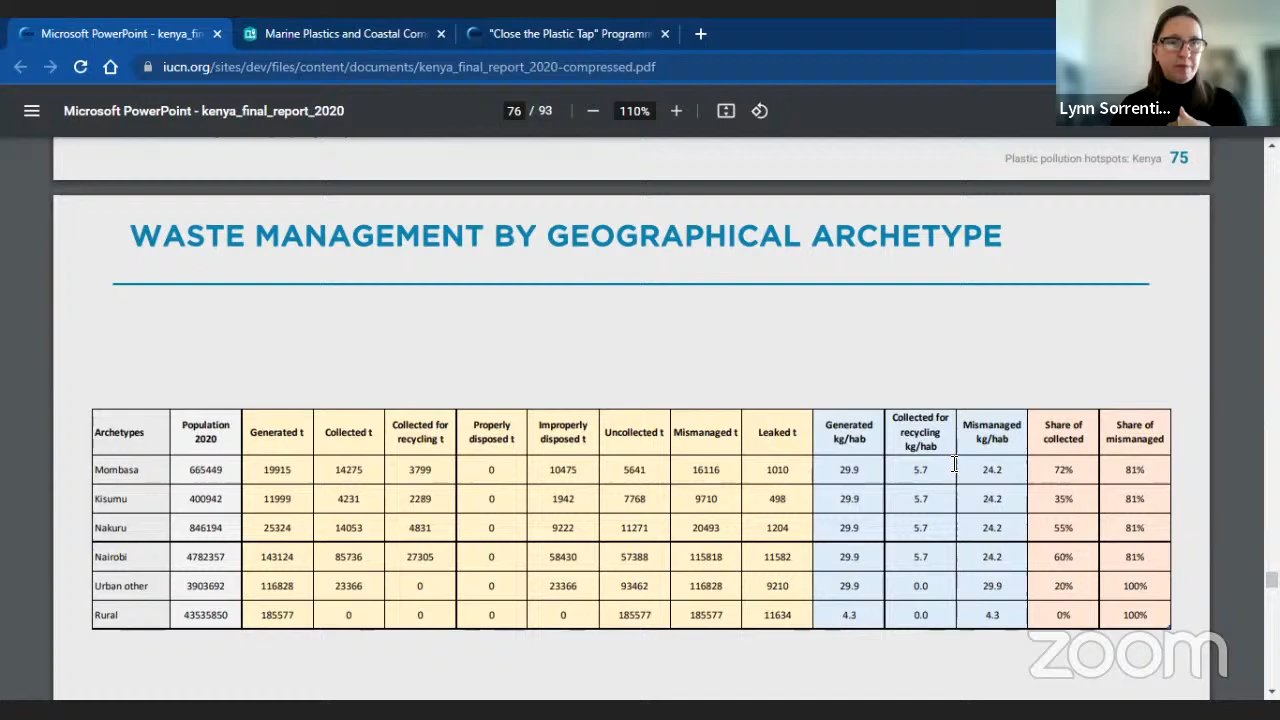 Microsoft PowerPoint - kenya_fin
Marine Plastics and Coastal Com
"Close the Plastic Tap" Programm
iucn.org/sites/dev/files/content/documents/kenya_final_report_2020-compressed.pdf
Microsoft PowerPoint - kenya_final_report_2020
76 / 93
110%
Lynn Sorrenti...
Plastic pollution hotspots: Kenya 75
WASTE MANAGEMENT BY GEOGRAPHICAL ARCHETYPE
Archetypes Population 2020 Generated t Collected t Collected for recycling t Properly disposed t Improperly disposed t Uncollected t Mismanaged t Leaked t Generated kg/hab Collected for recycling kg/hab Mismanaged kg/hab Share of collected Share of mismanaged
Mombasa 665449 19915 14275 3799 0 10475 5641 16116 1010 29.9 5.7 24.2 72% 81%
Kisumu 400942 11999 4231 2289 0 1942 7768 9710 498 29.9 5.7 24.2 35% 81%
Nakuru 846194 25324 14053 4831 0 9222 11271 20493 1204 29.9 5.7 24.2 55% 81%
Nairobi 4782357 143124 85736 27305 0 58430 57388 115818 11582 29.9 5.7 24.2 60% 81%
Urban other 3903692 116828 23366 0 0 23366 93462 116828 9210 29.9 0.0 29.9 20% 100%
Rural 43535850 185577 0 0 0 0 185577 185577 11634 4.3 0.0 4.3 0% 100%
zoom